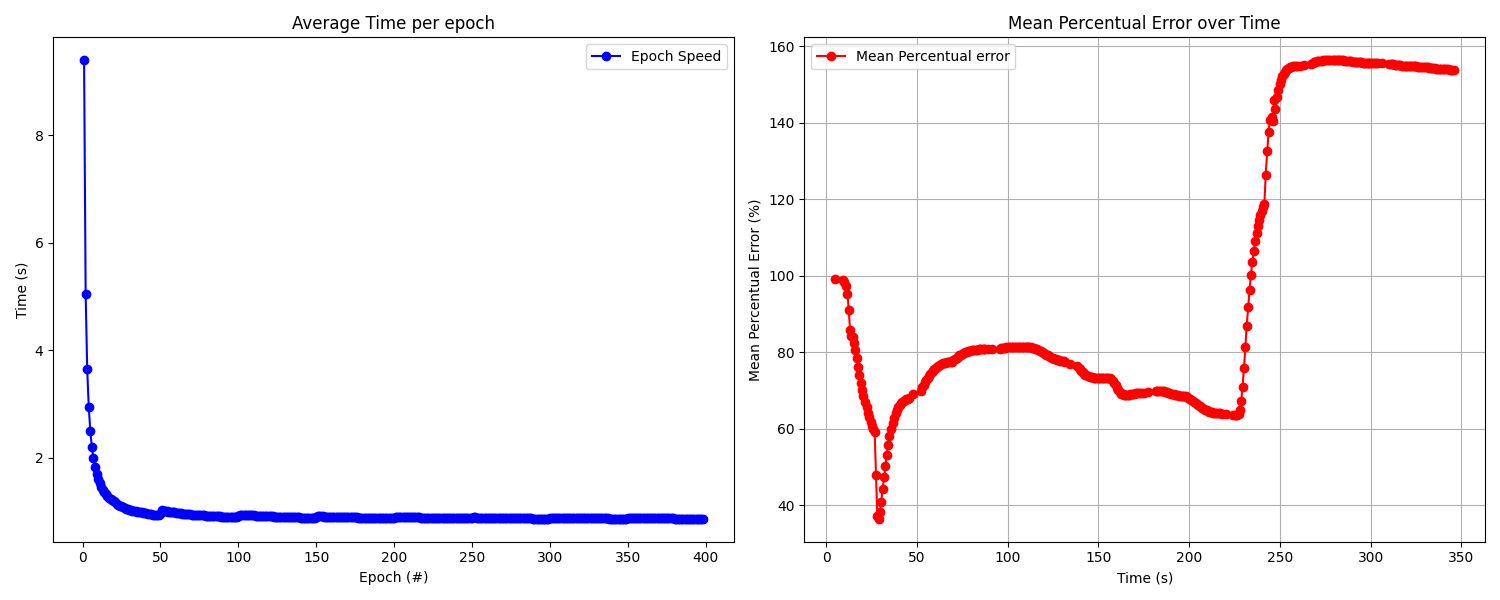 Average Time per epoch
Epoch Speed
8
6
4
2
Time (s)
0 50 100 150 200 250 300 350 400
Epoch (#)
Mean Percentual Error over Time
Mean Percentual error
160
140
120
100
80
60
40
Mean Percentual Error (%)
0 50 100 150 200 250 300 350
Time (s)